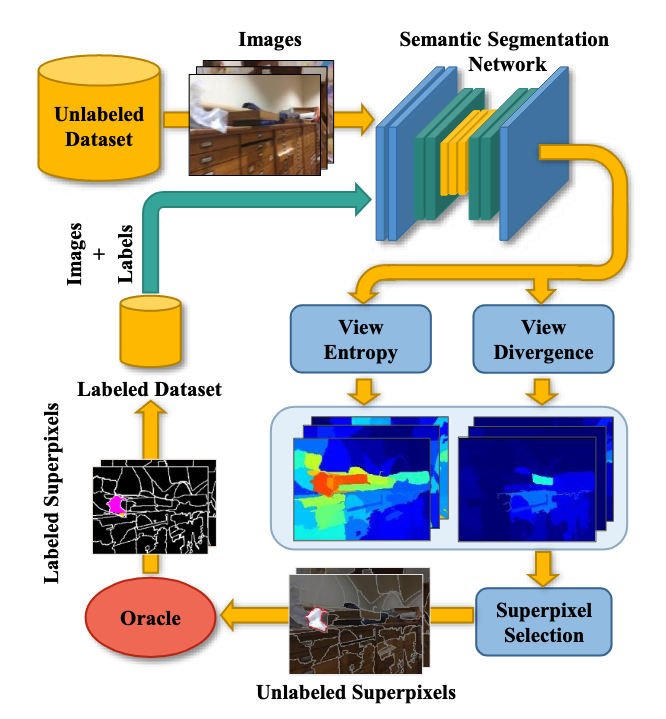 Images
Semantic Segmentation
Network
Unlabeled
Dataset
Images
+
Labels
View
Entropy
View
Divergence
Labeled Dataset
Labeled Superpixels
Oracle
Superpixel
Selection
Unlabeled Superpixels